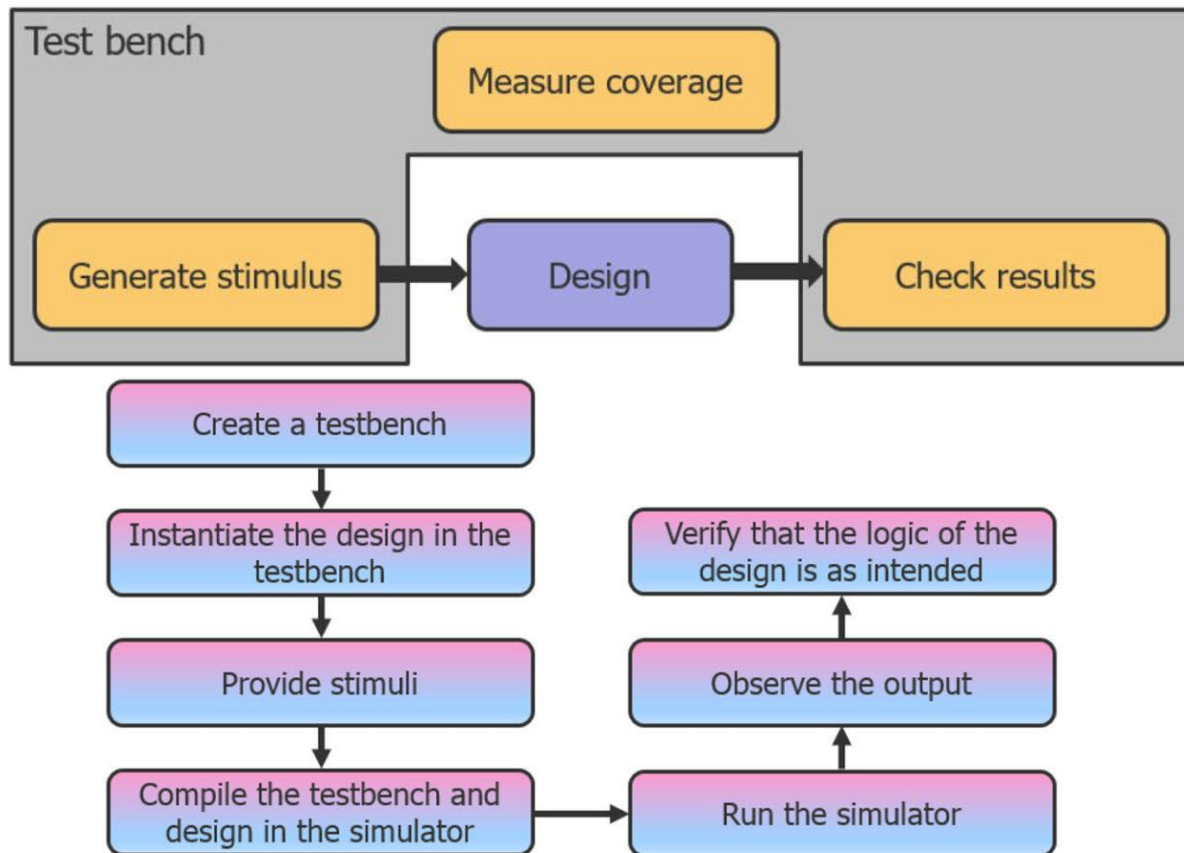 Test bench
Measure coverage
Generate stimulus
Design
Check results
Create a testbench
Instantiate the design in the
testbench
Provide stimuli
Compile the testbench and
design in the simulator
Run the simulator
Observe the output
Verify that the logic of the
design is as intended